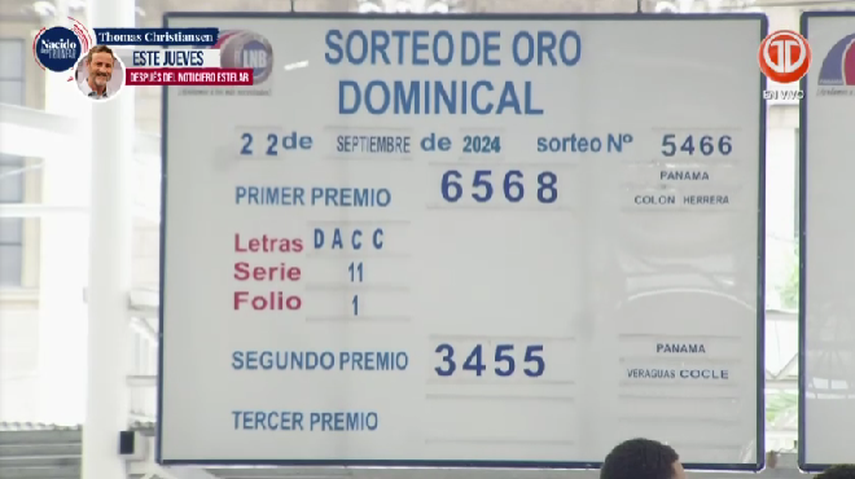 Nacido
Thomas Christiansen
ESTE JUEVES
DESPUÉS DEL NOTICIERO ESTELAR
LNB
EN VIVO
SORTEO DE ORO
DOMINICAL
22 de SEPTIEMBRE de 2024 sorteo Nº 5466
PRIMER PREMIO 6568 PANAMA
COLON HERRERA
Letras DACC
Serie 11
Folio 1
SEGUNDO PREMIO 3455 PANAMA
VERAGUAS COCLE
TERCER PREMIO